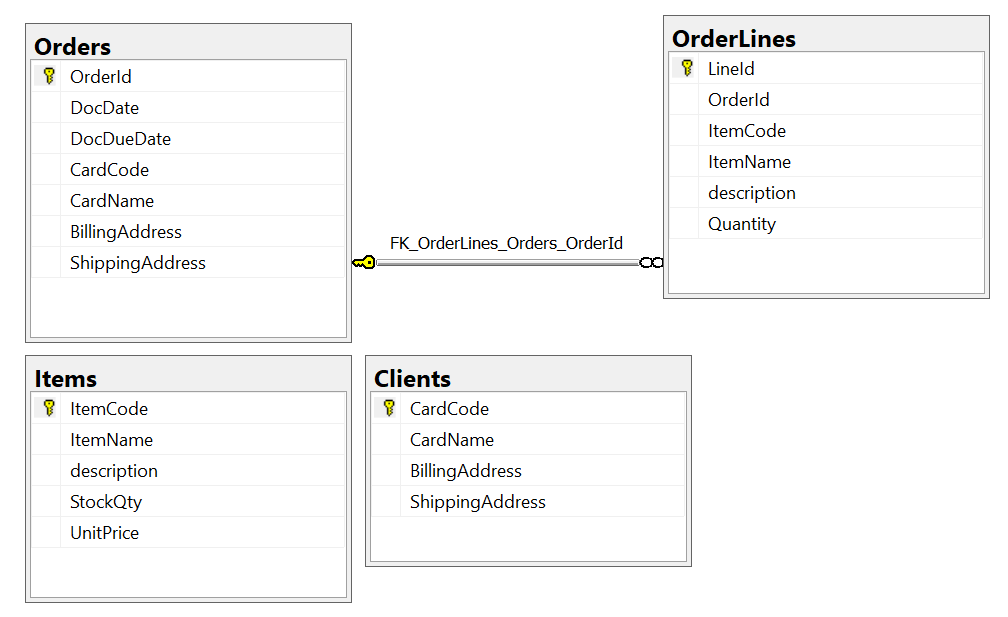 Orders
OrderId
DocDate
DocDueDate
CardCode
CardName
BillingAddress
ShippingAddress
FK_OrderLines_Orders_OrderId
OrderLines
LineId
OrderId
ItemCode
ItemName
description
Quantity
Items
ItemCode
ItemName
description
StockQty
UnitPrice
Clients
CardCode
CardName
BillingAddress
ShippingAddress